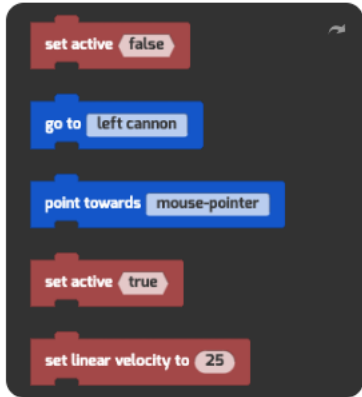 set active false
go to left cannon
point towards mouse-pointer
set active true
set linear velocity to 25